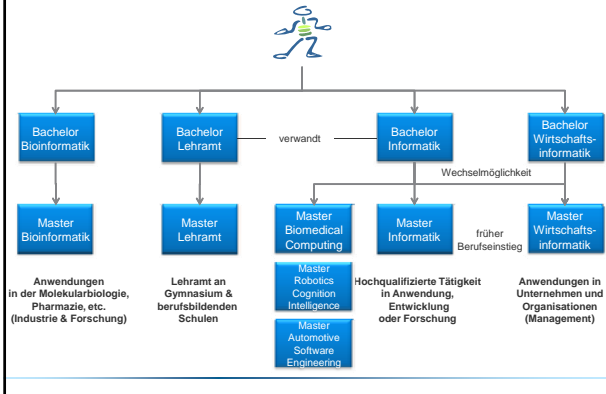 Bachelor
Bioinformatik
Bachelor
Lehramt
verwandt
Bachelor
Informatik
Bachelor
Wirtschafts-
informatik
Wechselmöglichkeit
Master
Bioinformatik
Master
Lehramt
Master
Biomedical
Computing
Master
Informatik
früher
Berufseinstieg
Master
Wirtschafts-
informatik
Master
Robotics
Cognition
Intelligence
Master
Automotive
Software
Engineering
Anwendungen
in der Molekularbiologie,
Pharmazie, etc.
(Industrie & Forschung)
Lehramt an
Gymnasium &
berufsbildenden
Schulen
Hochqualifizierte Tätigkeit
in Anwendung,
Entwicklung
oder Forschung
Anwendungen in
Unternehmen und
Organisationen
(Management)